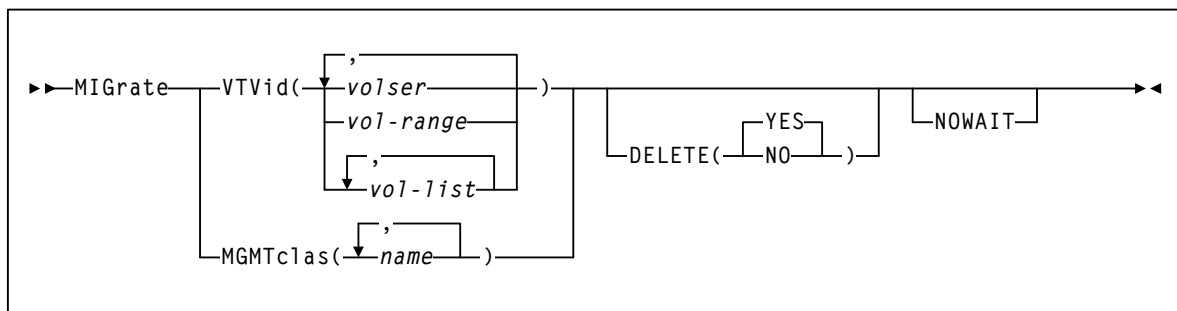 ,
MIGrate VTVid( volser )
vol-range YES NOWAIT
DELETE( NO )
,
vol-list
,
MGMTclas( name )